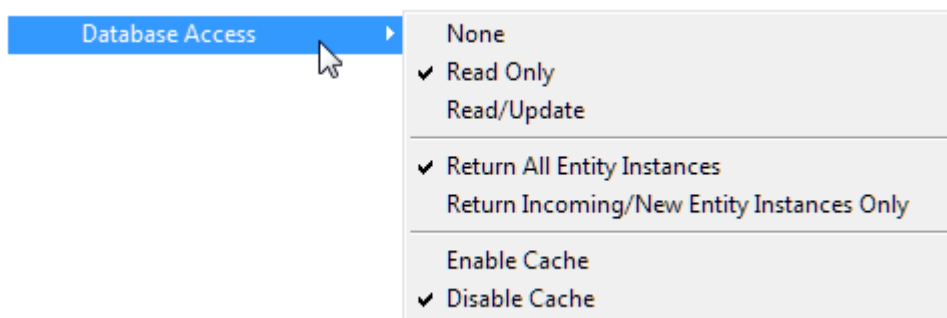 Database Access
None
Read Only
Read/Update
Return All Entity Instances
Return Incoming/New Entity Instances Only
Enable Cache
Disable Cache